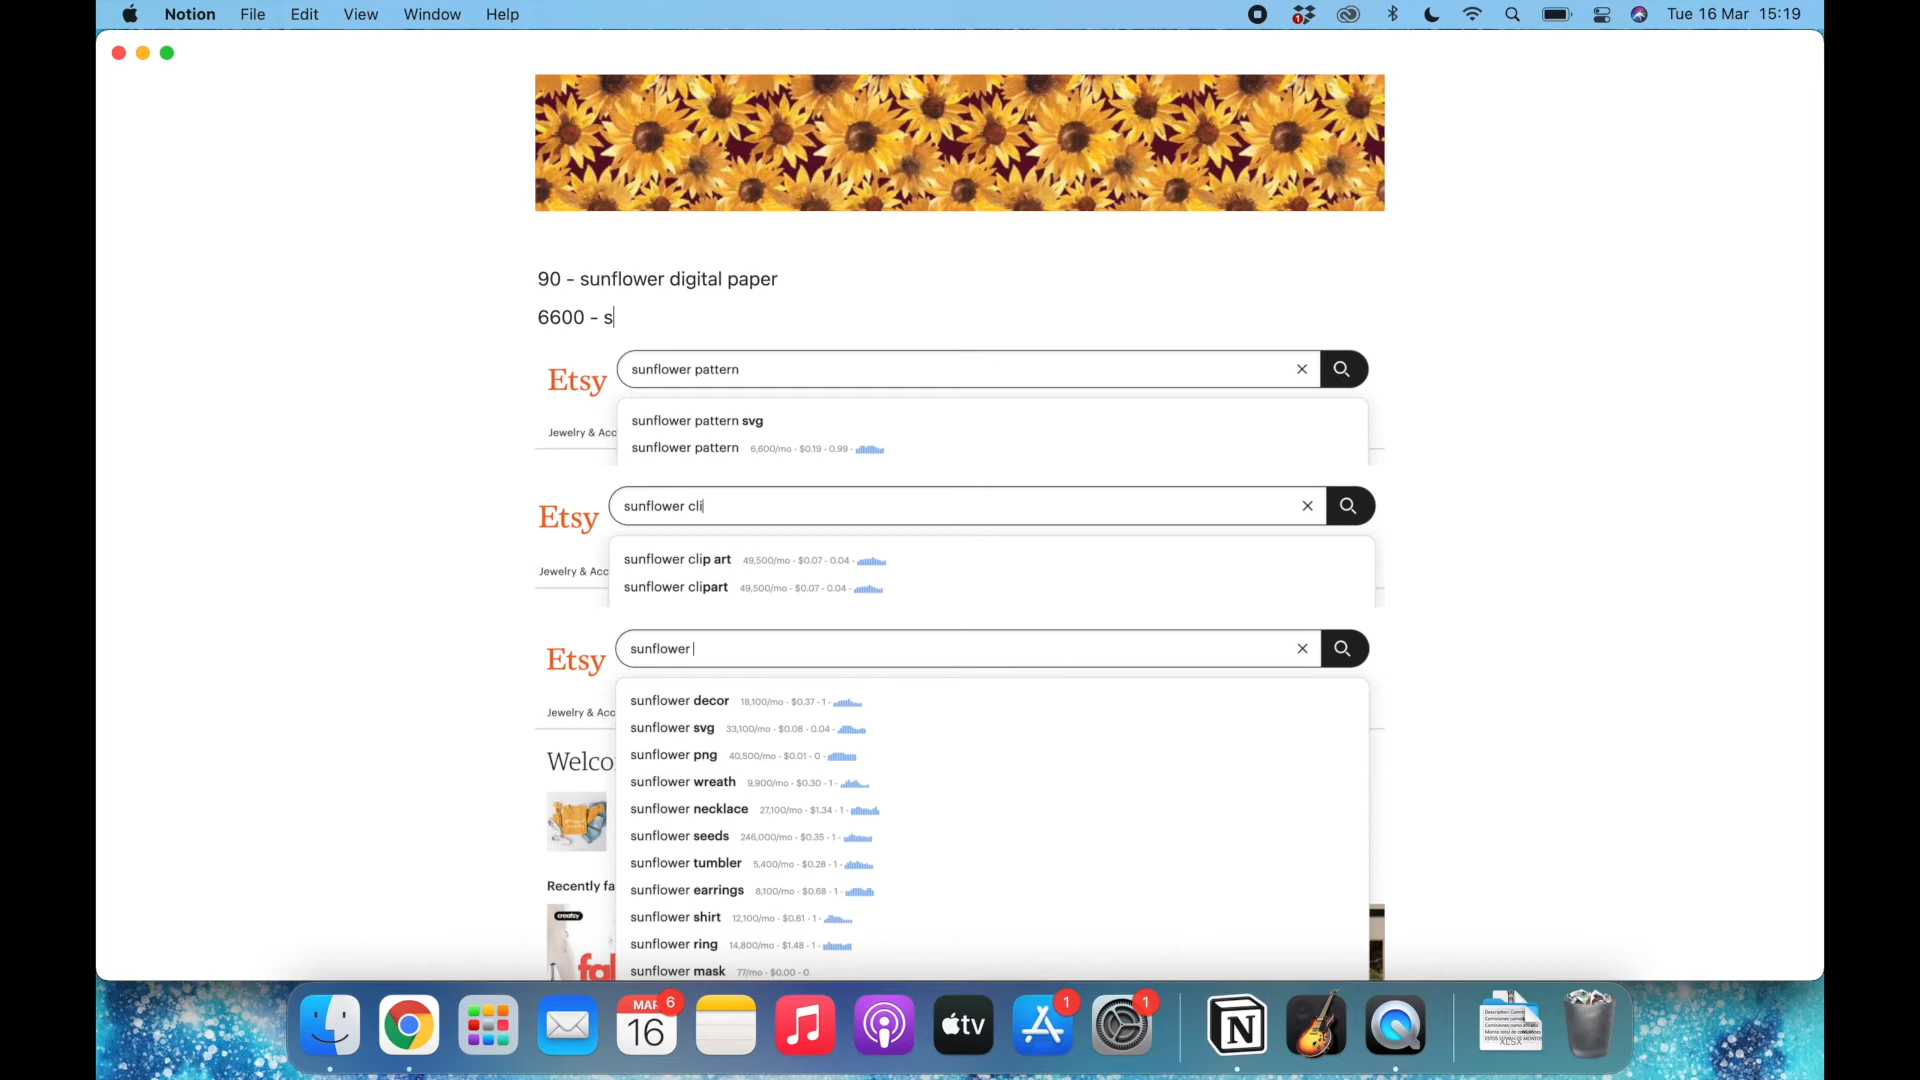 Notion File Edit View Window Help 1 Tue 16 Mar 15:19
90 - sunflower digital paper
6600 - s
Etsy sunflower pattern
sunflower pattern svg
Jewelry & Acc
sunflower pattern 6,600/mo - $0.19 - 0.99 -
Etsy sunflower cli
sunflower clip art 49,500/mo - $0.07 - 0.04 -
Jewelry & Acc
sunflower clipart 49,500/mo - $0.07 - 0.04 -
Etsy sunflower
sunflower decor 18,100/mo - $0.37 - 1 -
Jewelry & Acc
sunflower svg 33,100/mo - $0.08 - 0.04 -
Welco
sunflower png 40,500/mo - $0.01 - 0 -
sunflower wreath 9,900/mo - $0.30 - 1 -
sunflower necklace 27,100/mo - $1.34 - 1 -
sunflower seeds 246,000/mo - $0.35 - 1 -
sunflower tumbler 5,400/mo - $0.28 - 1 -
Recently fa
sunflower earrings 8,100/mo - $0.68 - 1 -
creatsy
sunflower shirt 12,100/mo - $0.61 - 1 -
sunflower ring 14,800/mo - $1.48 - 1 -
fal
sunflower mask 77/mo - $0.00 - 0
MAR 6
16
tv
1
1
N
XLSX